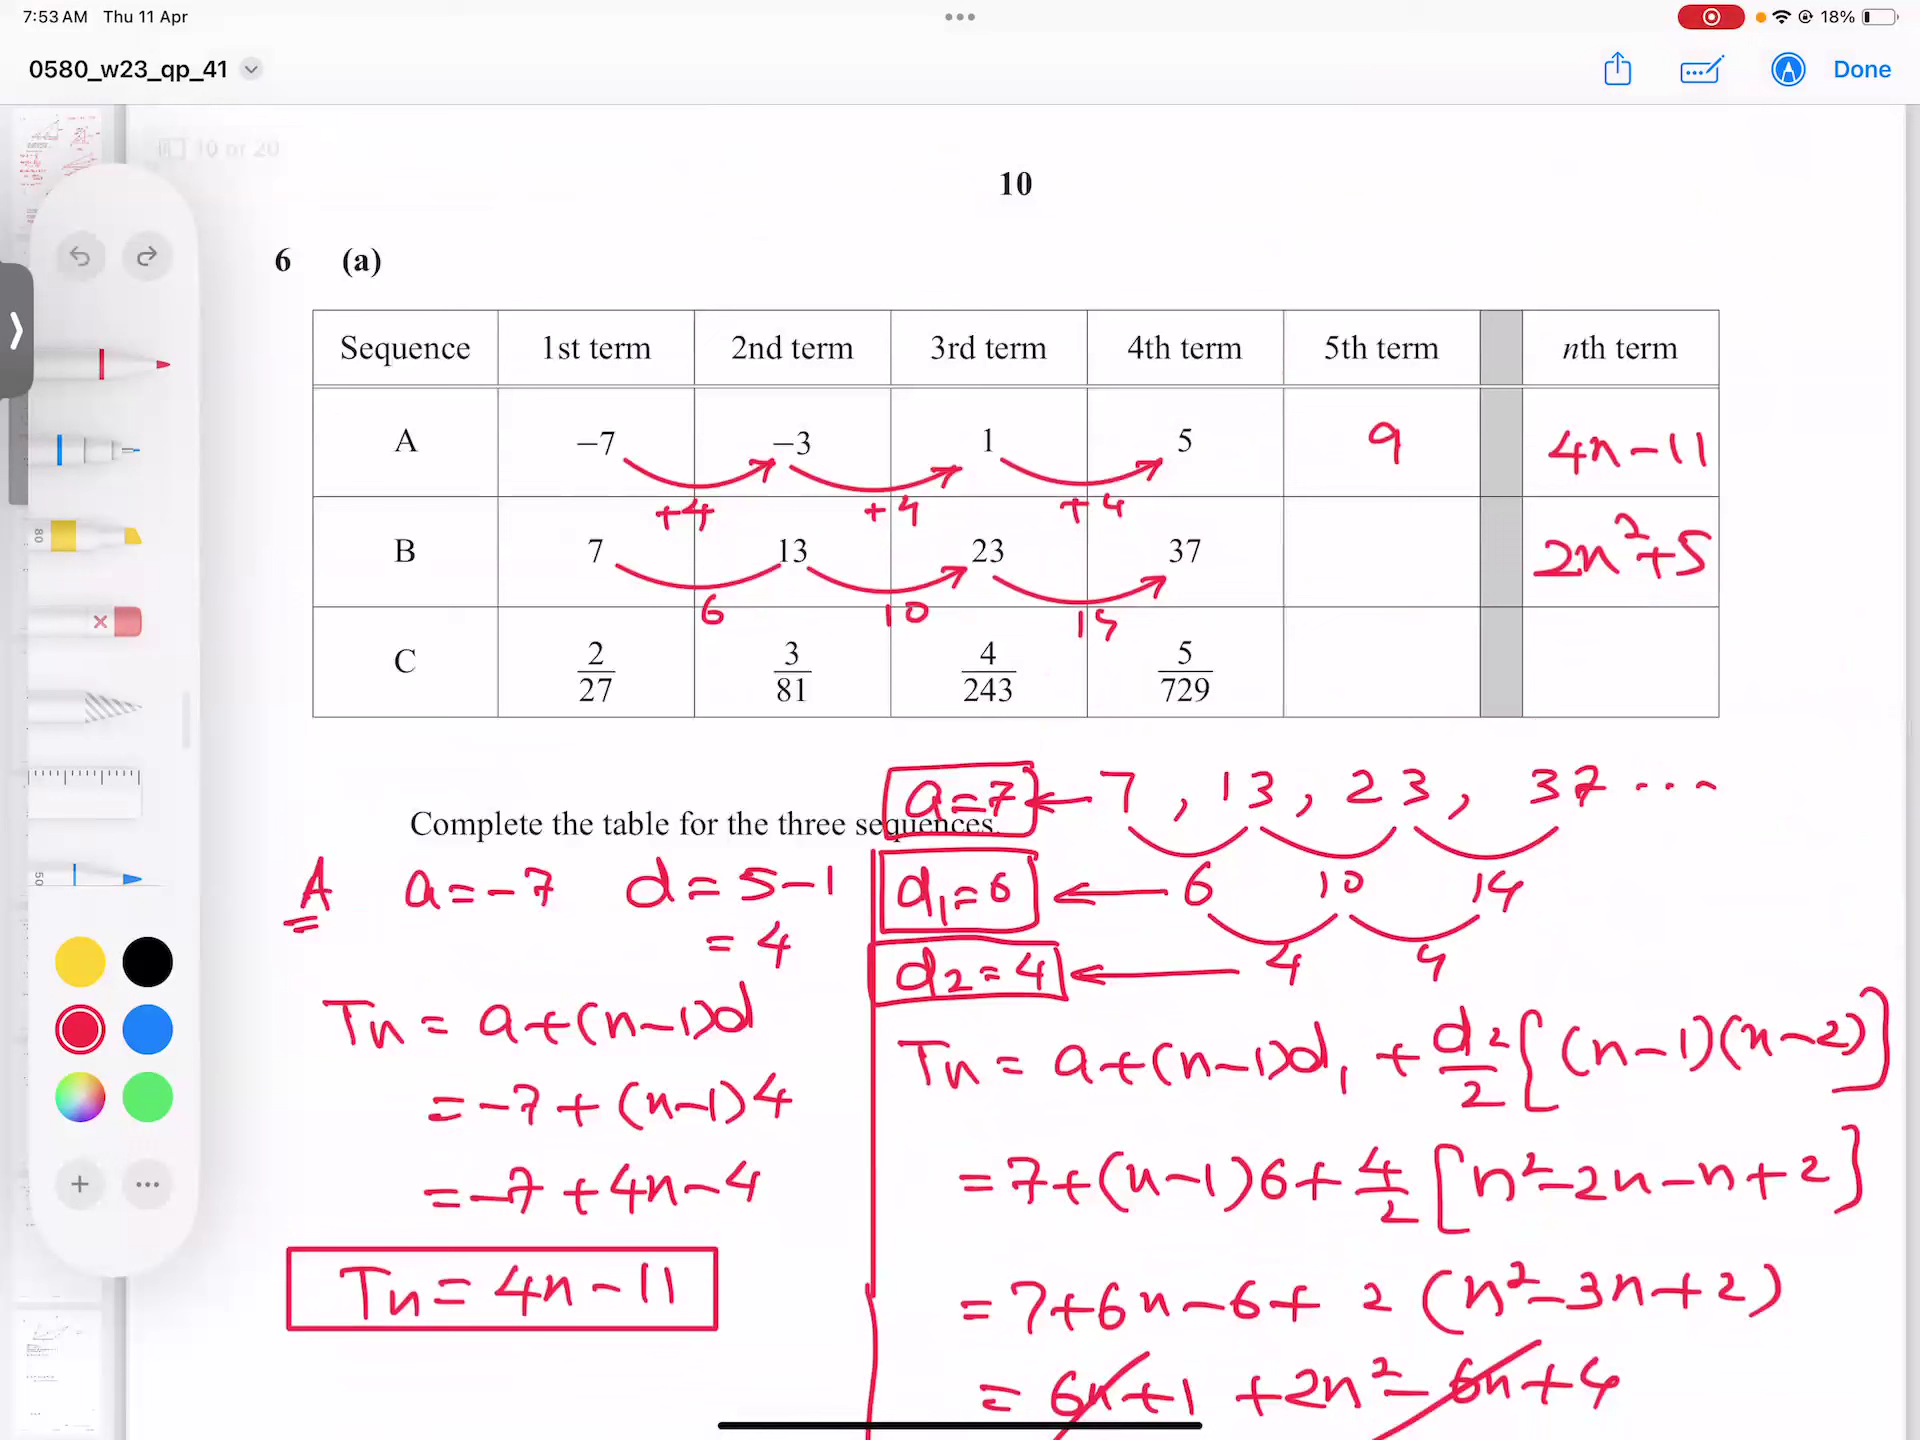 7:53 AM Thu 11 Apr
18%
0580_w23_qp_41
Done
10 of 20
10
6 (a)
Sequence 1st term 2nd term 3rd term 4th term 5th term nth term
A −7 −3 1 5 9 4n−11
+4 +4 +4
B 7 13 23 37 2n²+5
6 10 14
C 2/27 3/81 4/243 5/729
Complete the table for the three sequences.
A a=−7 d=5−1
=4
Tn = a+(n−1)d
=−7+(n−1)4
=−7+4n−4
Tn=4n−11
a=7 ← 7, 13, 23, 37 ...
d₁=6 ← 6 10 14
d₂=4 ← 4 4
Tn = a+(n−1)d₁ + d₂/2 [(n−1)(n−2)]
=7+(n−1)6+4/2 [n²−2n−n+2]
=7+6n−6+ 2 (n²−3n+2)
= 6n+1 +2n²−6n+4
80
50